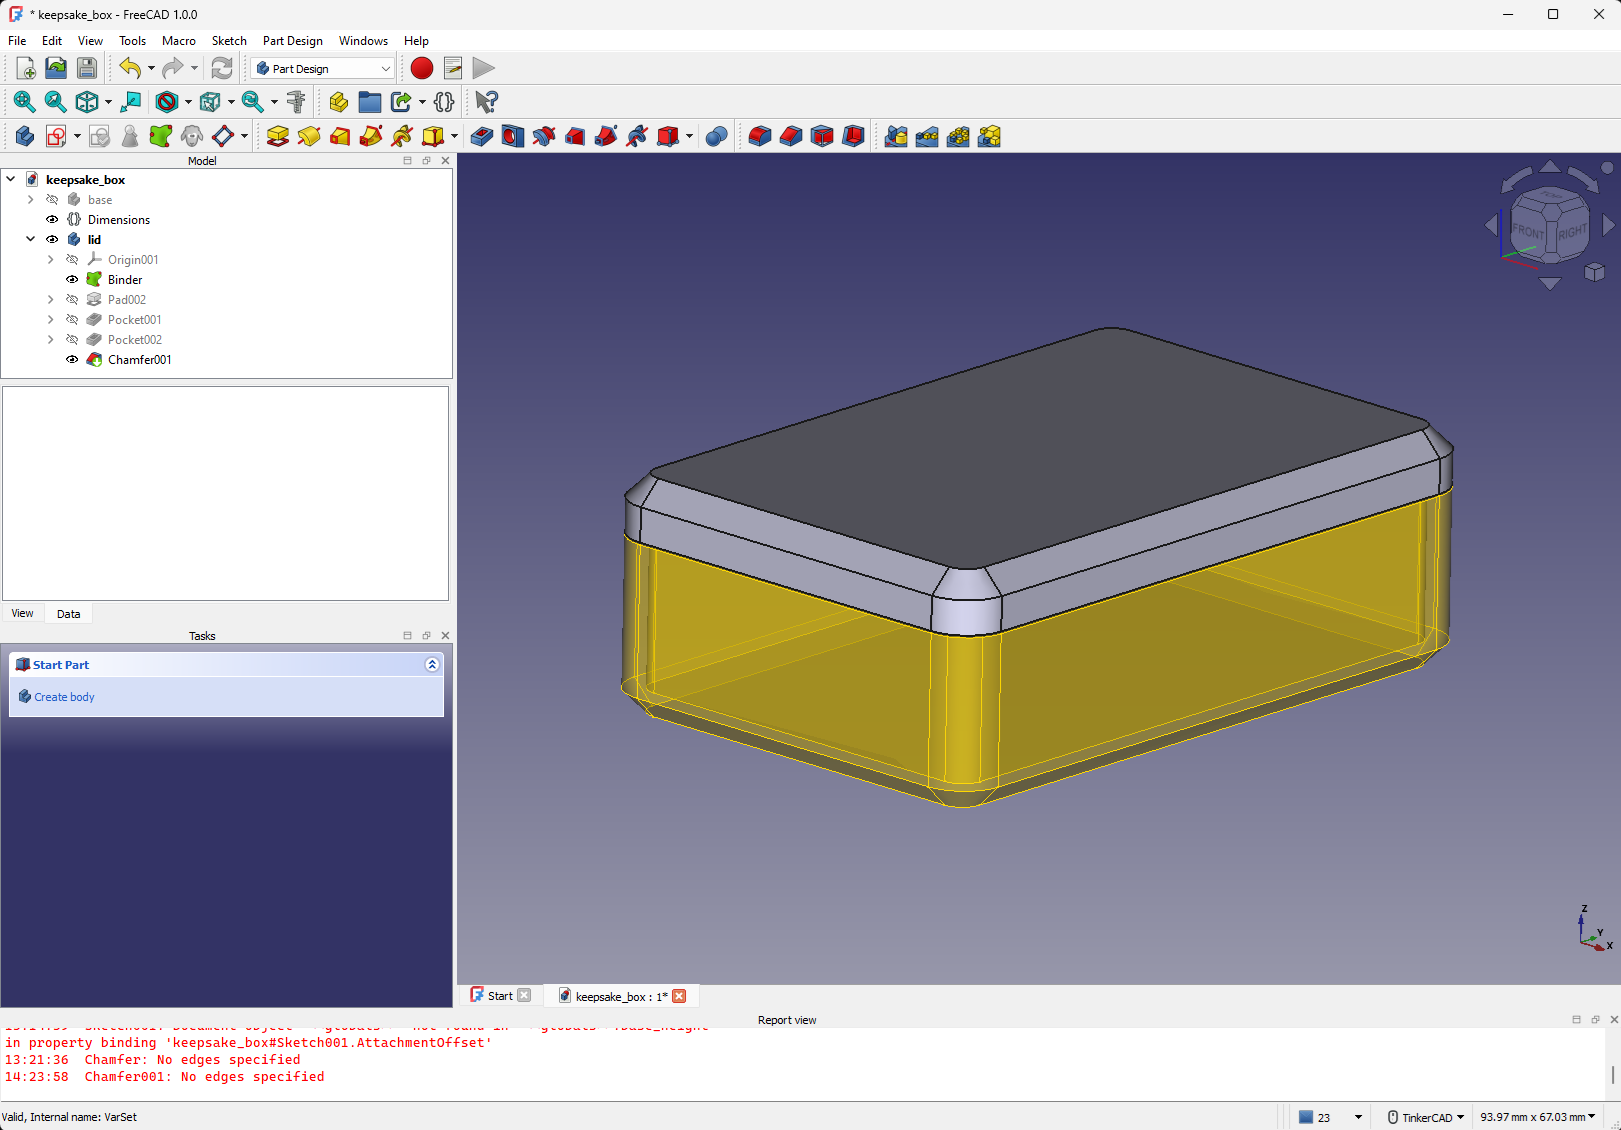 * keepsake_box - FreeCAD 1.0.0
File Edit View Tools Macro Sketch Part Design Windows Help
Part Design
Model
keepsake_box
base
Dimensions
lid
Origin001
Binder
Pad002
Pocket001
Pocket002
Chamfer001
View Data
Tasks
Start Part
Create body
TOP
FRONT
RIGHT
Z
Y
X
Start
keepsake_box : 1*
Report view
in property binding 'keepsake_box#Sketch001.AttachmentOffset'
13:21:36 Chamfer: No edges specified
14:23:58 Chamfer001: No edges specified
Valid, Internal name: VarSet
23
TinkerCAD
93.97 mm x 67.03 mm